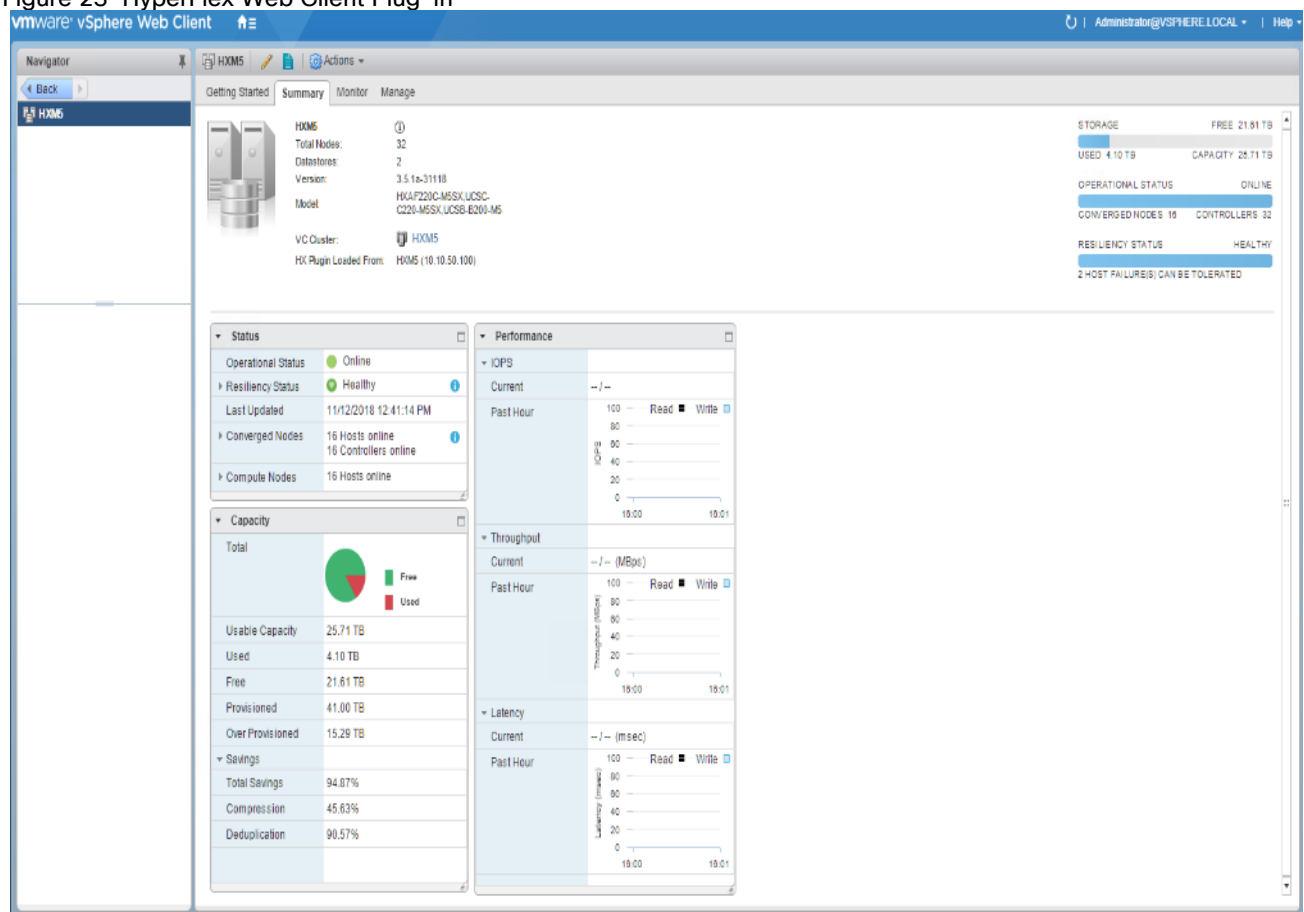 Figure 23 HyperFlex Web Client Plug-in
vmware® vSphere Web Client
Administrator@VSPHERE.LOCAL | Help
Navigator
HXM5 Actions
Back
Getting Started Summary Monitor Manage
HXM5
HXM5
Total Nodes: 32
Datastores: 2
Version: 3.5.1a-31118
Model: HXAF220C-M5SX,UCSC-
C220-M5SX,UCSB-B200-M5
VC Cluster: HXM5
HX Plugin Loaded From: HXM5 (10.10.50.100)
STORAGE FREE 21.61 TB
USED 4.10 TB CAPACITY 25.71 TB
OPERATIONAL STATUS ONLINE
CONVERGED NODES 16 CONTROLLERS 32
RESILIENCY STATUS HEALTHY
2 HOST FAILURE(S) CAN BE TOLERATED
Status
Operational Status Online
Resiliency Status Healthy
Last Updated 11/12/2018 12:41:14 PM
Converged Nodes 16 Hosts online
16 Controllers online
Compute Nodes 16 Hosts online
Capacity
Total
Free
Used
Usable Capacity 25.71 TB
Used 4.10 TB
Free 21.61 TB
Provisioned 41.00 TB
Over Provisioned 15.29 TB
Savings
Total Savings 94.87%
Compression 45.63%
Deduplication 90.57%
Performance
IOPS
Current -- / --
Past Hour
Read Write
100
80
60
40
20
0
IOPS
16:00 16:01
Throughput
Current -- / -- (MBps)
Past Hour
Read Write
100
80
60
40
20
0
Throughput (MBps)
16:00 16:01
Latency
Current -- / -- (msec)
Past Hour
Read Write
100
80
60
40
20
0
Latency (msec)
16:00 16:01